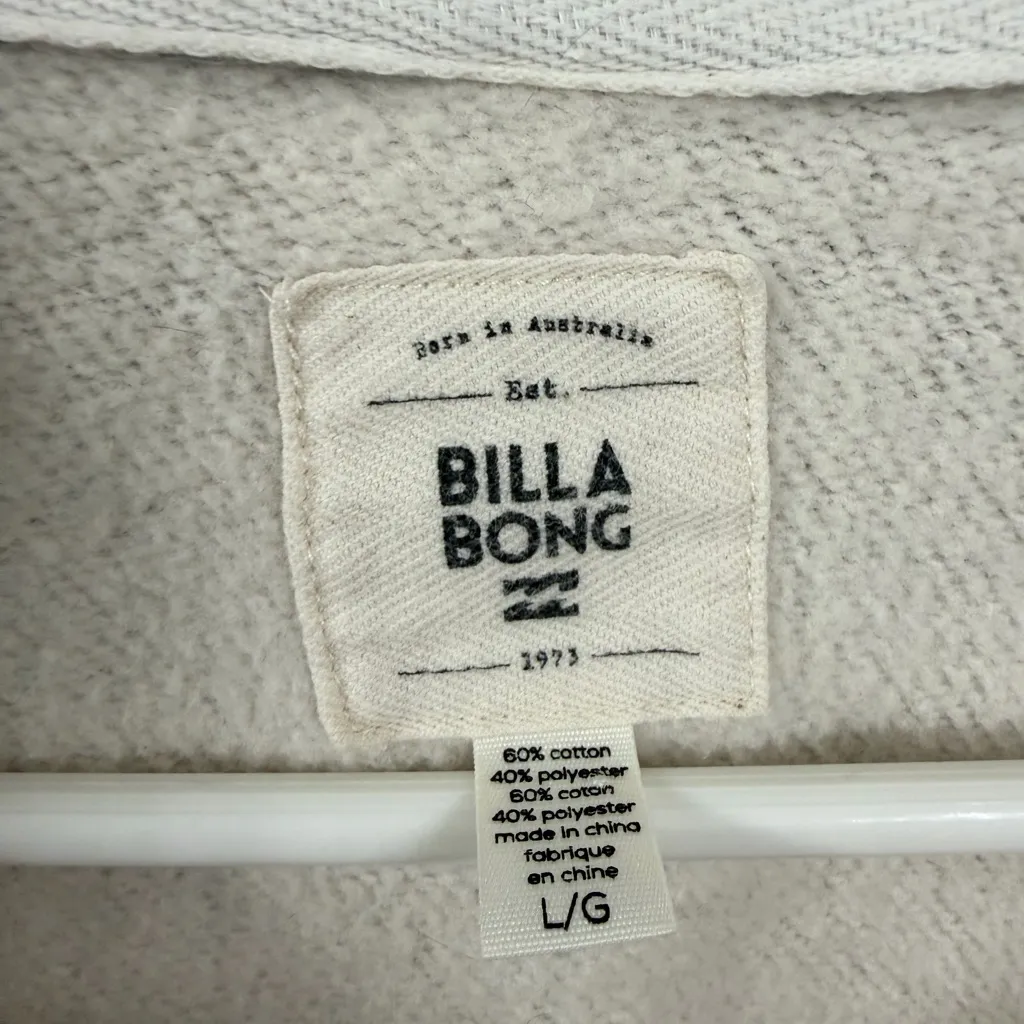 Born in Australia
Est.
BILLA
BONG
1973
60% cotton
40% polyester
60% coton
40% polyester
made in china
fabrique
en chine
L/G